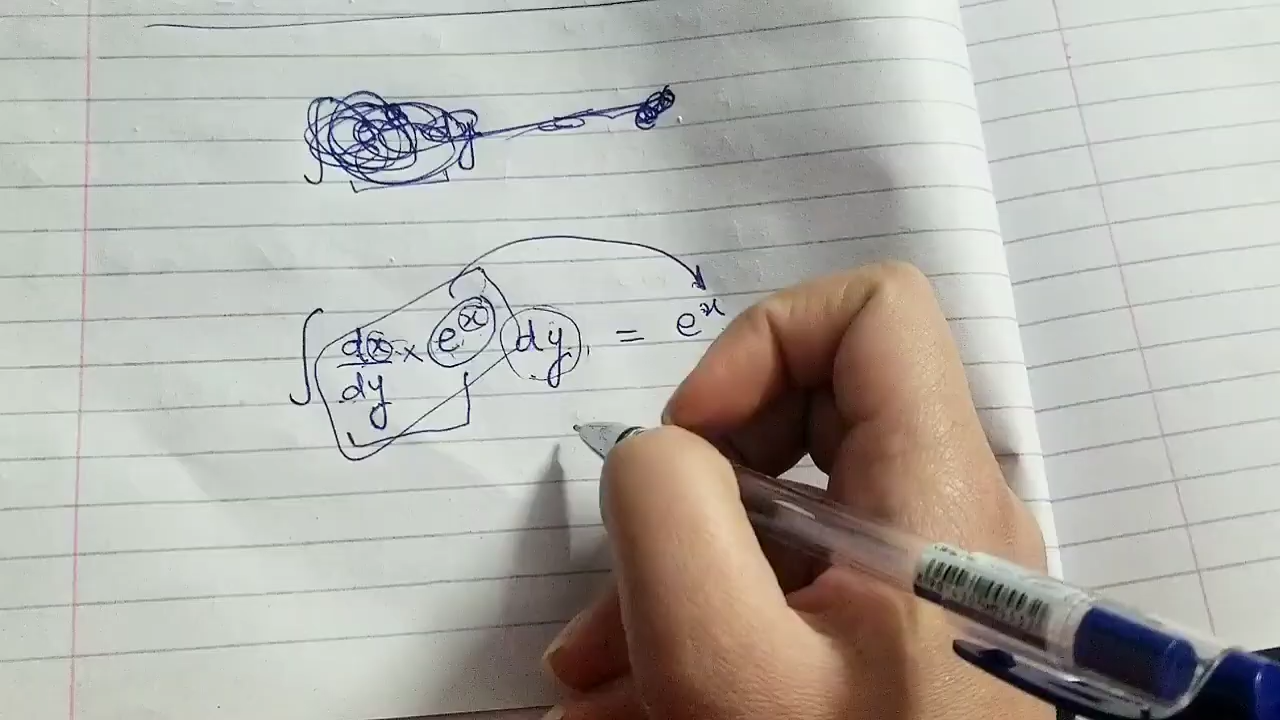 ∫ dx/dy × e^x dy = e^x